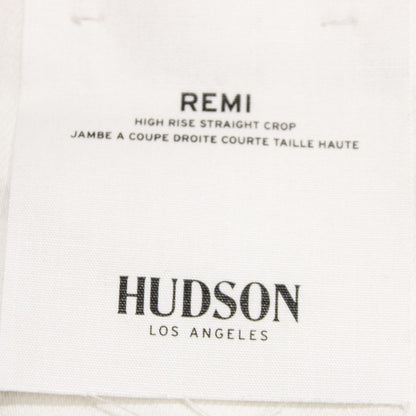 REMI
HIGH RISE STRAIGHT CROP
JAMBE A COUPE DROITE COURTE TAILLE HAUTE
HUDSON
LOS ANGELES